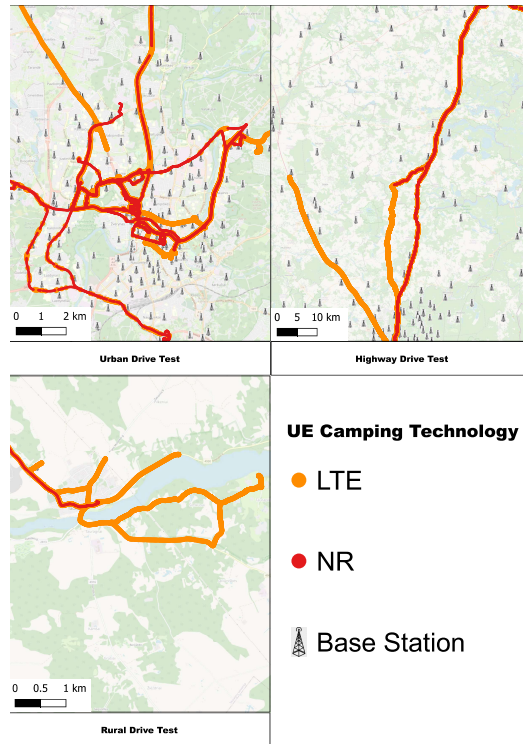 0 1 2 km
0 5 10 km
Urban Drive Test
Highway Drive Test
UE Camping Technology
LTE
NR
Base Station
0 0.5 1 km
Rural Drive Test